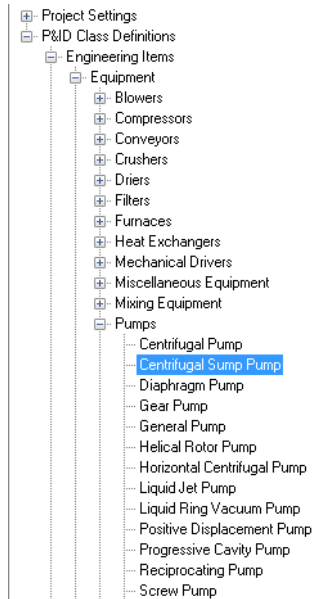 Project Settings
P&ID Class Definitions
Engineering Items
Equipment
Blowers
Compressors
Conveyors
Crushers
Driers
Filters
Furnaces
Heat Exchangers
Mechanical Drivers
Miscellaneous Equipment
Mixing Equipment
Pumps
Centrifugal Pump
Centrifugal Sump Pump
Diaphragm Pump
Gear Pump
General Pump
Helical Rotor Pump
Horizontal Centrifugal Pump
Liquid Jet Pump
Liquid Ring Vacuum Pump
Positive Displacement Pump
Progressive Cavity Pump
Reciprocating Pump
Screw Pump